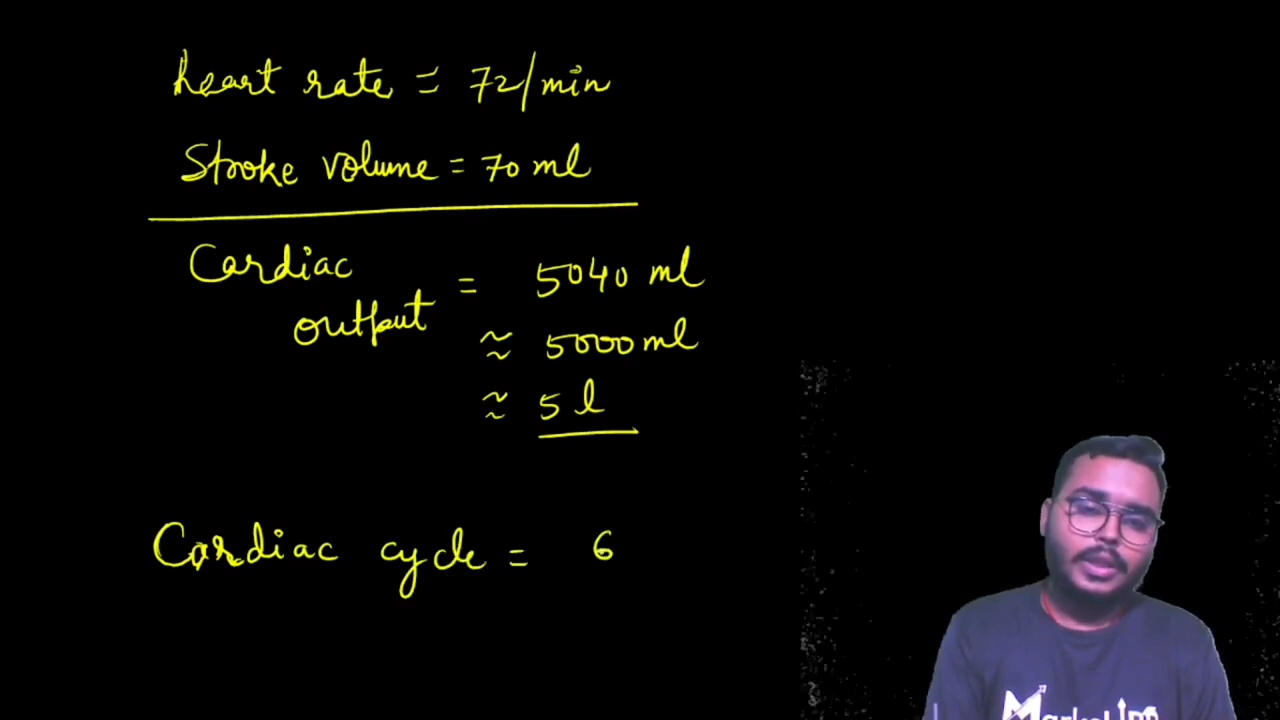 heart rate = 72/min
Stroke volume = 70 ml
Cardiac output = 5040 ml
≈ 5000 ml
≈ 5 l
Cardiac cycle = 6